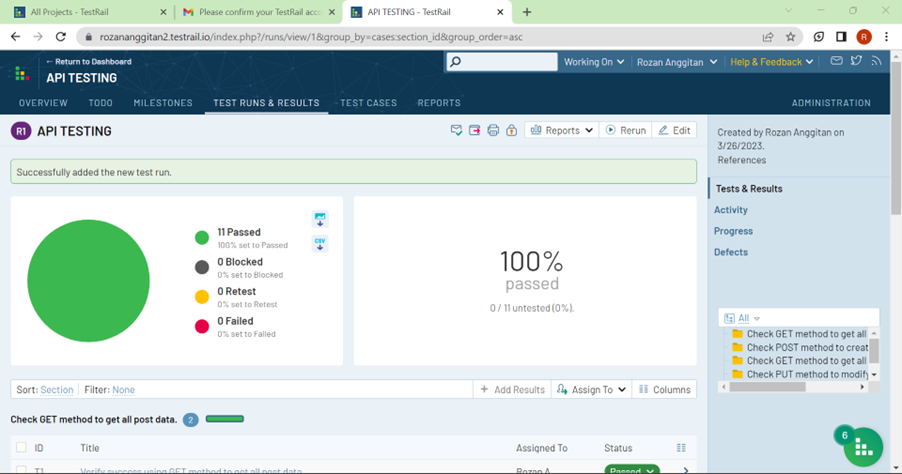 All Projects - TestRail
Please confirm your TestRail acc
API TESTING - TestRail
rozananggitan2.testrail.io/index.php?/runs/view/1&group_by=cases:section_id&group_order=asc
R
← Return to Dashboard
API TESTING
Working On
Rozan Anggitan
Help & Feedback
OVERVIEW
TODO
MILESTONES
TEST RUNS & RESULTS
TEST CASES
REPORTS
ADMINISTRATION
R1 API TESTING
Reports
Rerun
Edit
Successfully added the new test run.
11 Passed
100% set to Passed
0 Blocked
0% set to Blocked
0 Retest
0% set to Retest
0 Failed
0% set to Failed
CSV
100%
passed
0 / 11 untested (0%).
Created by Rozan Anggitan on
3/26/2023.
References
Tests & Results
Activity
Progress
Defects
All
Check GET method to get all
Check POST method to creat
Check GET method to get all
Check PUT method to modify
Sort: Section
Filter: None
+ Add Results
Assign To
Columns
Check GET method to get all post data. 2
ID
Title
Assigned To
Status
T1
Verify success using GET method to get all post data
Rozan A.
Passed
6